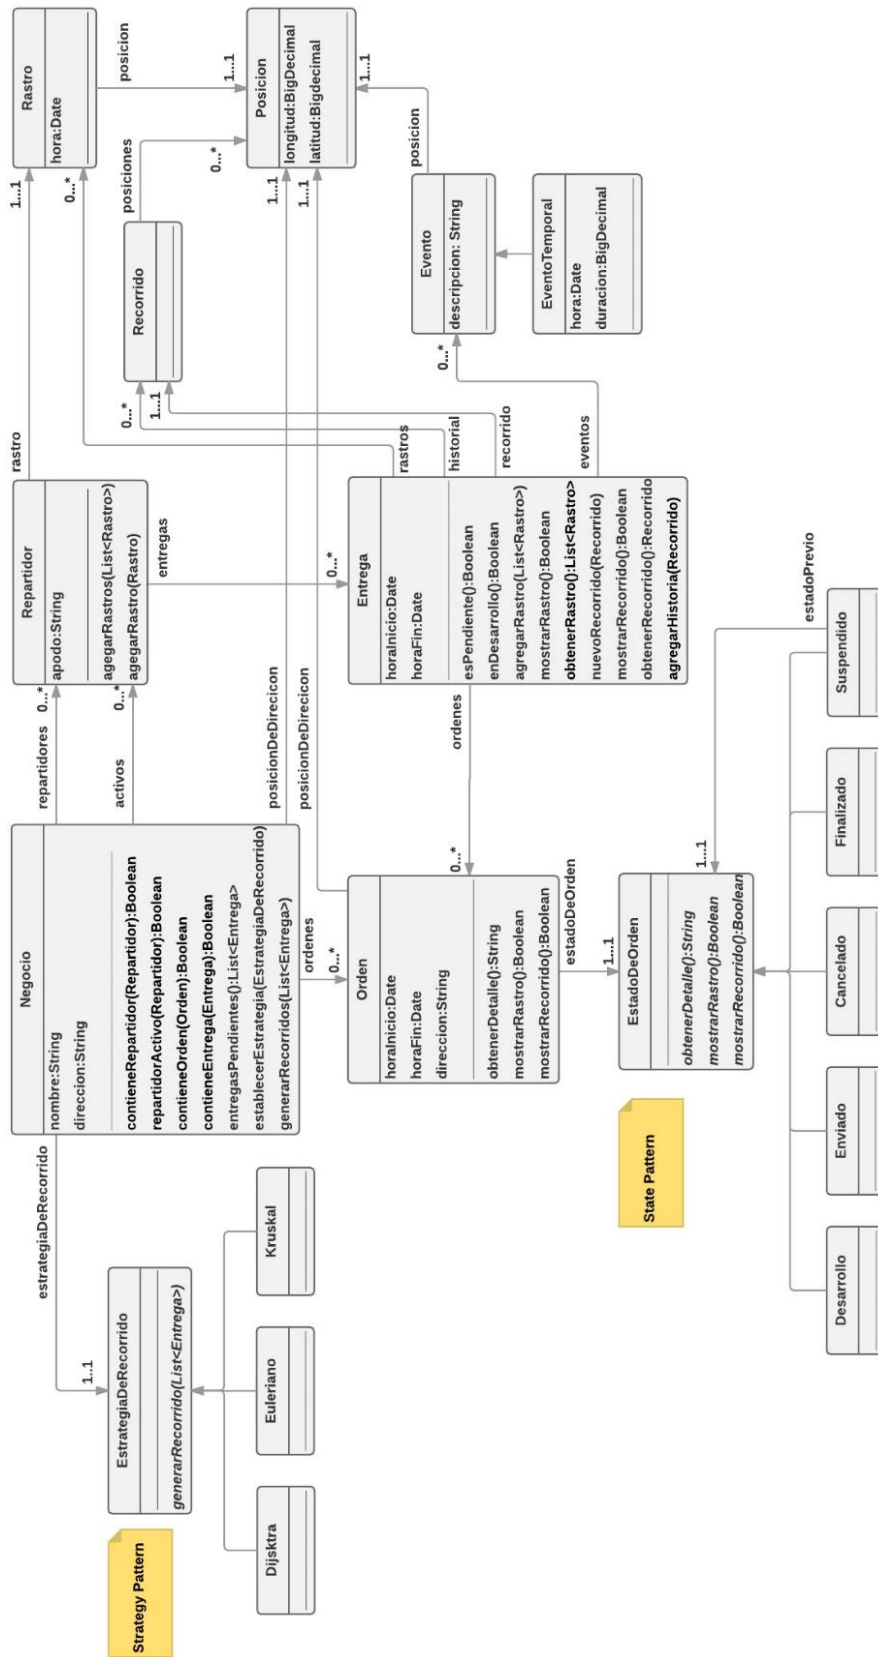 Strategy Pattern
EstrategiaDeRecorrido
generarRecorrido(List<Entrega>)
1..1
estrategiaDeRecorrido
Dijsktra
Euleriano
Kruskal
Negocio
nombre:String
direccion:String
contieneRepartidor(Repartidor):Boolean
repartidorActivo(Repartidor):Boolean
contieneOrden(Orden):Boolean
contieneEntrega(Entrega):Boolean
entregasPendientes():List<Entrega>
establecerEstrategia(EstrategiaDeRecorrido)
generarRecorridos(List<Entrega>)
repartidores
0...*
activos
0...*
posicionDeDirecicon
posicionDeDirecicon
ordenes
0...*
Repartidor
apodo:String
agegarRastros(List<Rastro>)
agegarRastro(Rastro)
rastro
1...1
entregas
0...*
Rastro
hora:Date
0...*
posicion
1...1
Recorrido
0...*
1...1
posiciones
0...*
Posicion
longitud:BigDecimal
latitud:Bigdecimal
1...1
1...1
1...1
Evento
descripcion: String
0...*
posicion
EventoTemporal
hora:Date
duracion:BigDecimal
Entrega
horaInicio:Date
horaFin:Date
esPendiente():Boolean
enDesarrollo():Boolean
agregarRastro(List<Rastro>)
mostrarRastro():Boolean
obtenerRastro():List<Rastro>
nuevoRecorrido(Recorrido)
mostrarRecorrido():Boolean
obtenerRecorrido():Recorrido
agregarHistoria(Recorrido)
rastros
historial
recorrido
eventos
ordenes
0...*
Orden
horaInicio:Date
horaFin:Date
direccion:String
obtenerDetalle():String
mostrarRastro():Boolean
mostrarRecorrido():Boolean
estadoDeOrden
1...1
State Pattern
EstadoDeOrden
obtenerDetalle():String
mostrarRastro():Boolean
mostrarRecorrido():Boolean
1...1
estadoPrevio
Desarrollo
Enviado
Cancelado
Finalizado
Suspendido